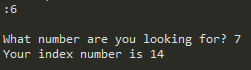 :6
What number are you looking for? 7
Your index number is 14